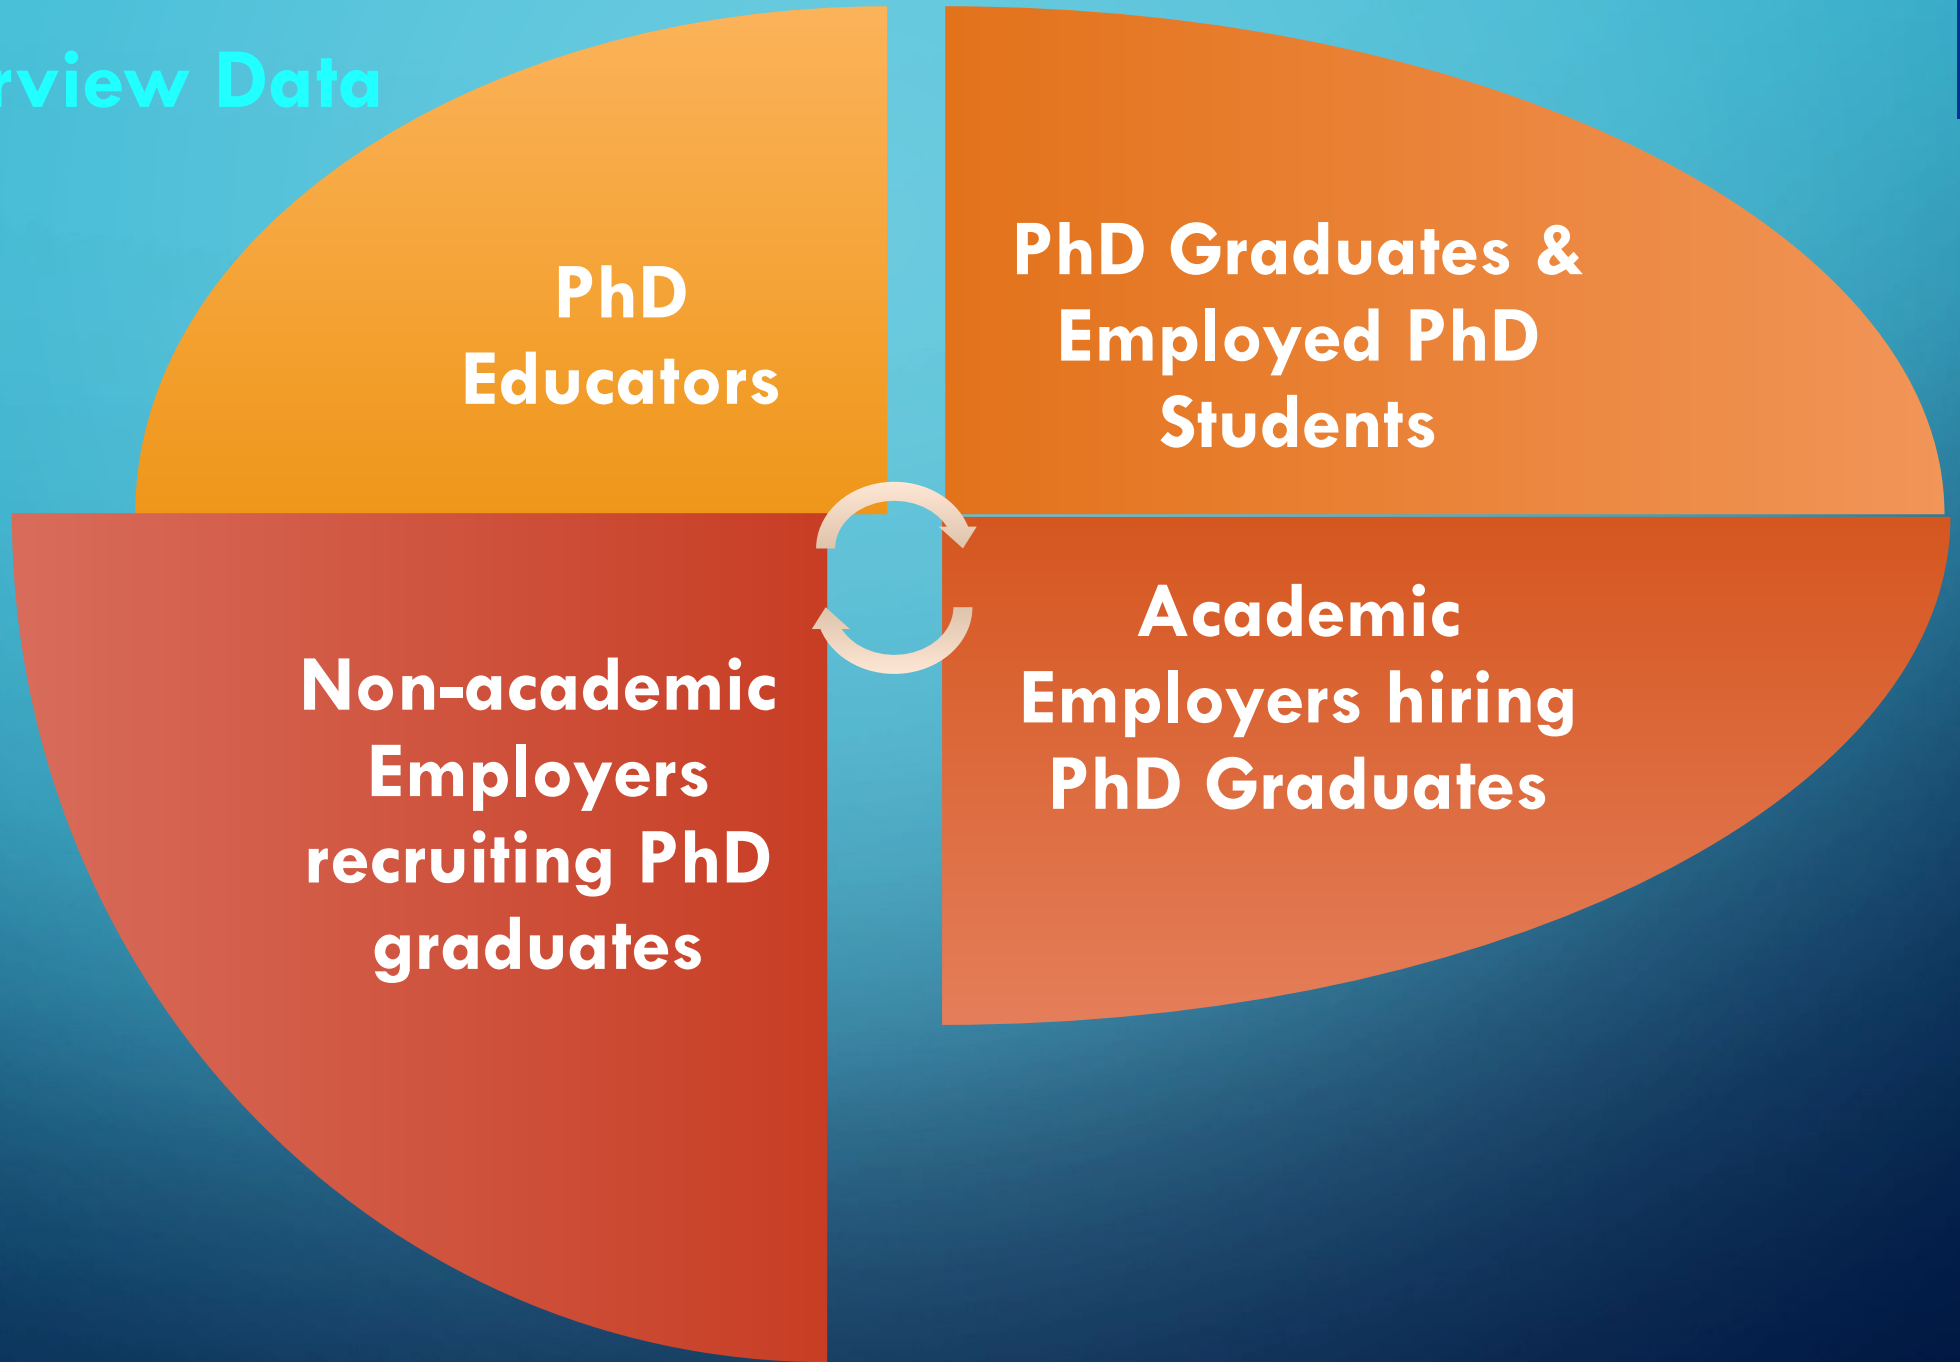 rview Data
PhD
Educators
PhD Graduates &
Employed PhD
Students
Non-academic
Employers
recruiting PhD
graduates
Academic
Employers hiring
PhD Graduates